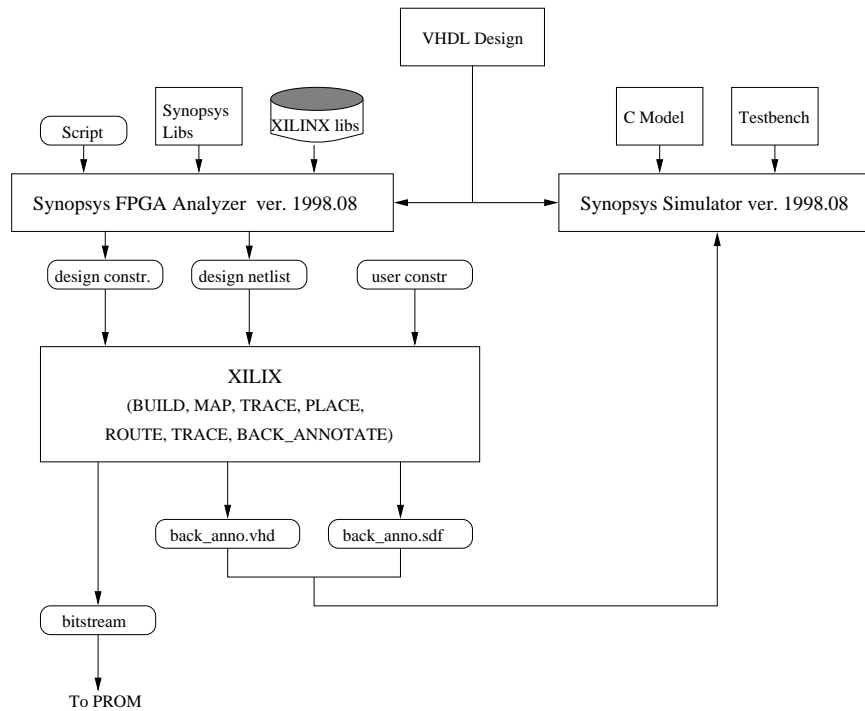 VHDL Design
Synopsys
Libs
XILINX libs
Script
C Model
Testbench
Synopsys FPGA Analyzer ver. 1998.08
Synopsys Simulator ver. 1998.08
design constr.
design netlist
user constr
XILIX
(BUILD, MAP, TRACE, PLACE,
ROUTE, TRACE, BACK_ANNOTATE)
back_anno.vhd
back_anno.sdf
bitstream
To PROM